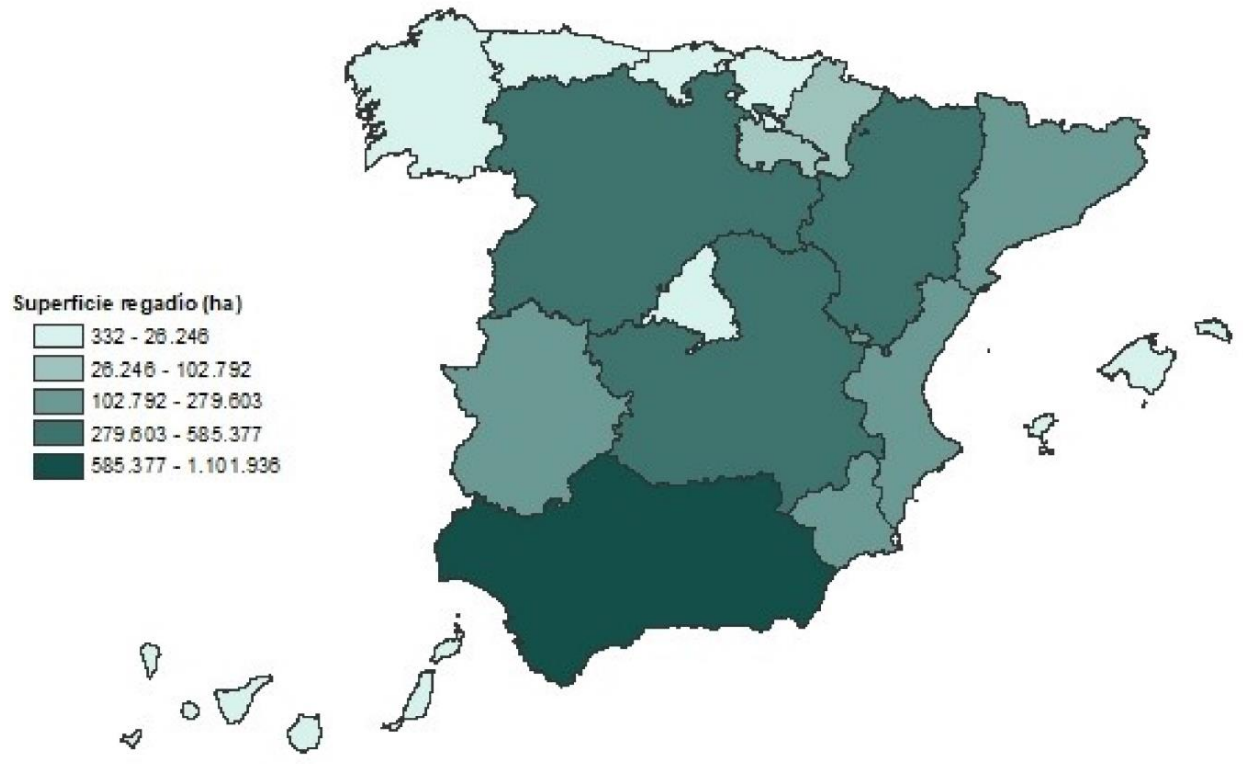 Superficie regadío (ha)
332 - 26.246
26.246 - 102.792
102.792 - 279.603
279.603 - 585.377
585.377 - 1.101.936